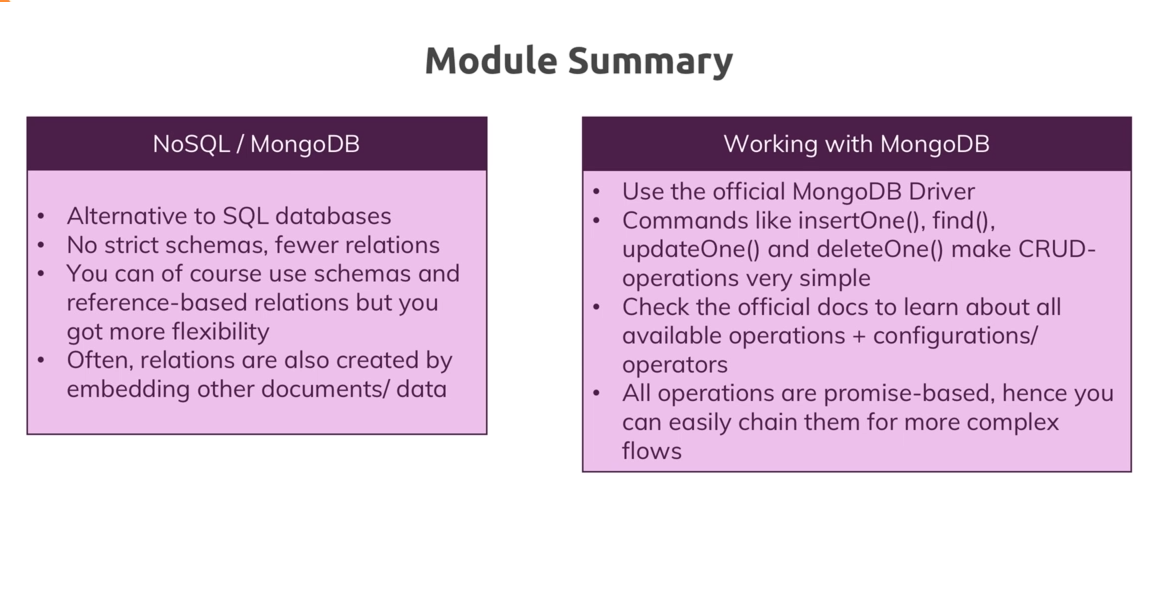 Module Summary
NoSQL / MongoDB
• Alternative to SQL databases
• No strict schemas, fewer relations
• You can of course use schemas and
reference-based relations but you
got more flexibility
• Often, relations are also created by
embedding other documents/ data
Working with MongoDB
• Use the official MongoDB Driver
• Commands like insertOne(), find(),
updateOne() and deleteOne() make CRUD-
operations very simple
• Check the official docs to learn about all
available operations + configurations/
operators
• All operations are promise-based, hence you
can easily chain them for more complex
flows